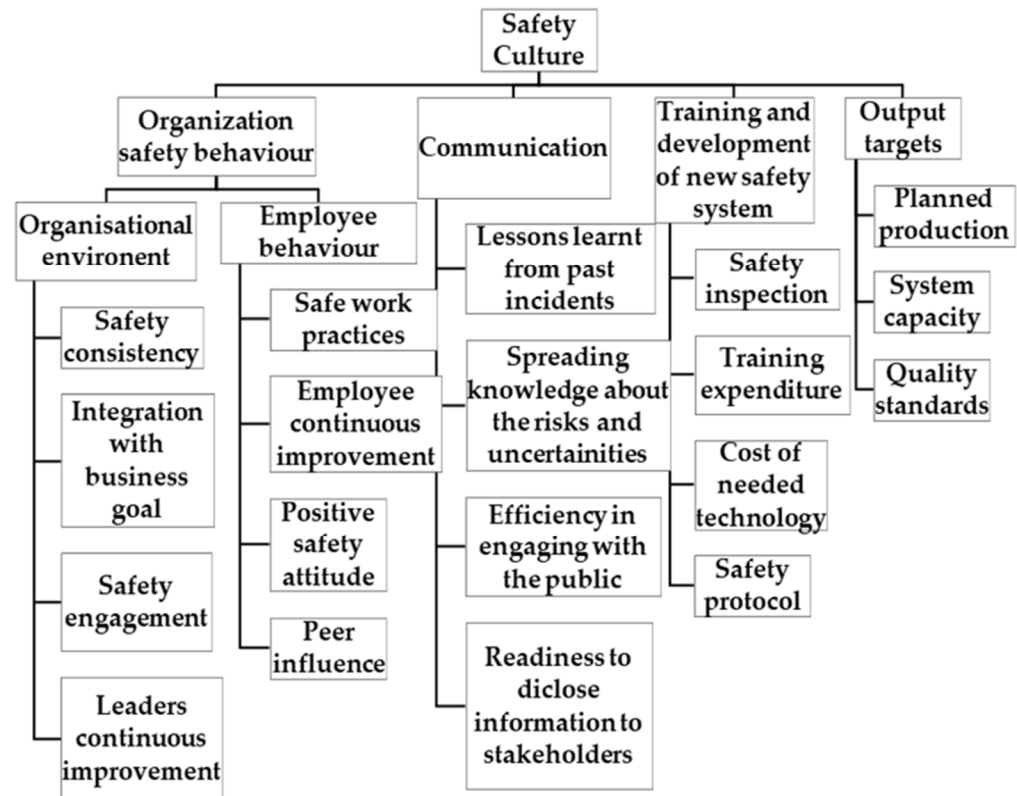 Safety
Culture
Organization
safety behaviour
Communication
Training and
development
of new safety
system
Output
targets
Organisational
environent
Employee
behaviour
Safety
consistency
Integration
with
business
goal
Safety
engagement
Leaders
continuous
improvement
Safe work
practices
Employee
continuous
improvement
Positive
safety
attitude
Peer
influence
Lessons learnt
from past
incidents
Spreading
knowledge about
the risks and
uncertainities
Efficiency in
engaging with
the public
Readiness to
diclose
information to
stakeholders
Safety
inspection
Training
expenditure
Cost of
needed
technology
Safety
protocol
Planned
production
System
capacity
Quality
standards